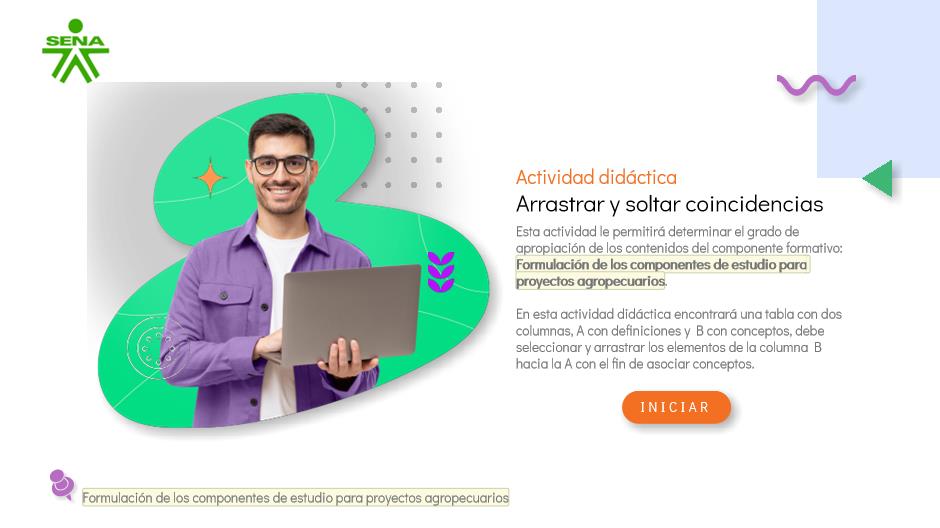 SENA
Actividad didáctica
Arrastrar y soltar coincidencias
Esta actividad le permitirá determinar el grado de
apropiación de los contenidos del componente formativo:
Formulación de los componentes de estudio para
proyectos agropecuarios.
En esta actividad didáctica encontrará una tabla con dos
columnas, A con definiciones y B con conceptos, debe
seleccionar y arrastrar los elementos de la columna B
hacia la A con el fin de asociar conceptos.
INICIAR
Formulación de los componentes de estudio para proyectos agropecuarios